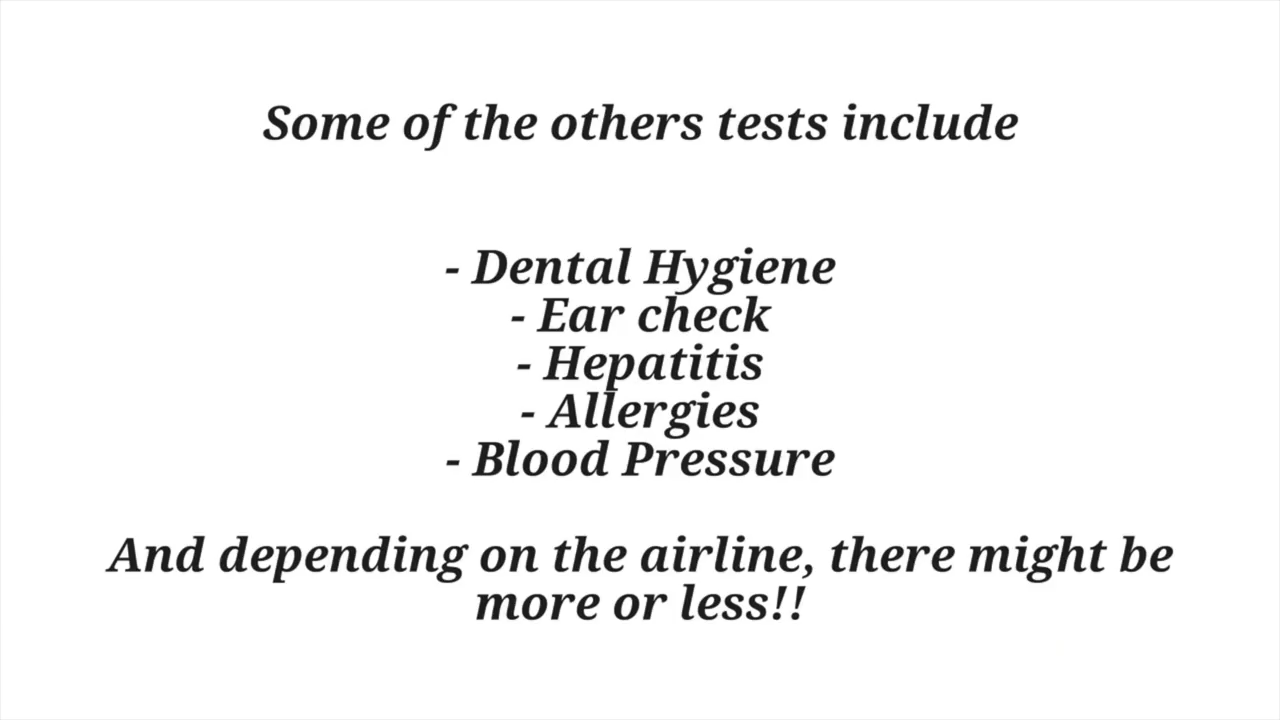 Some of the others tests include
- Dental Hygiene
- Ear check
- Hepatitis
- Allergies
- Blood Pressure
And depending on the airline, there might be
more or less!!